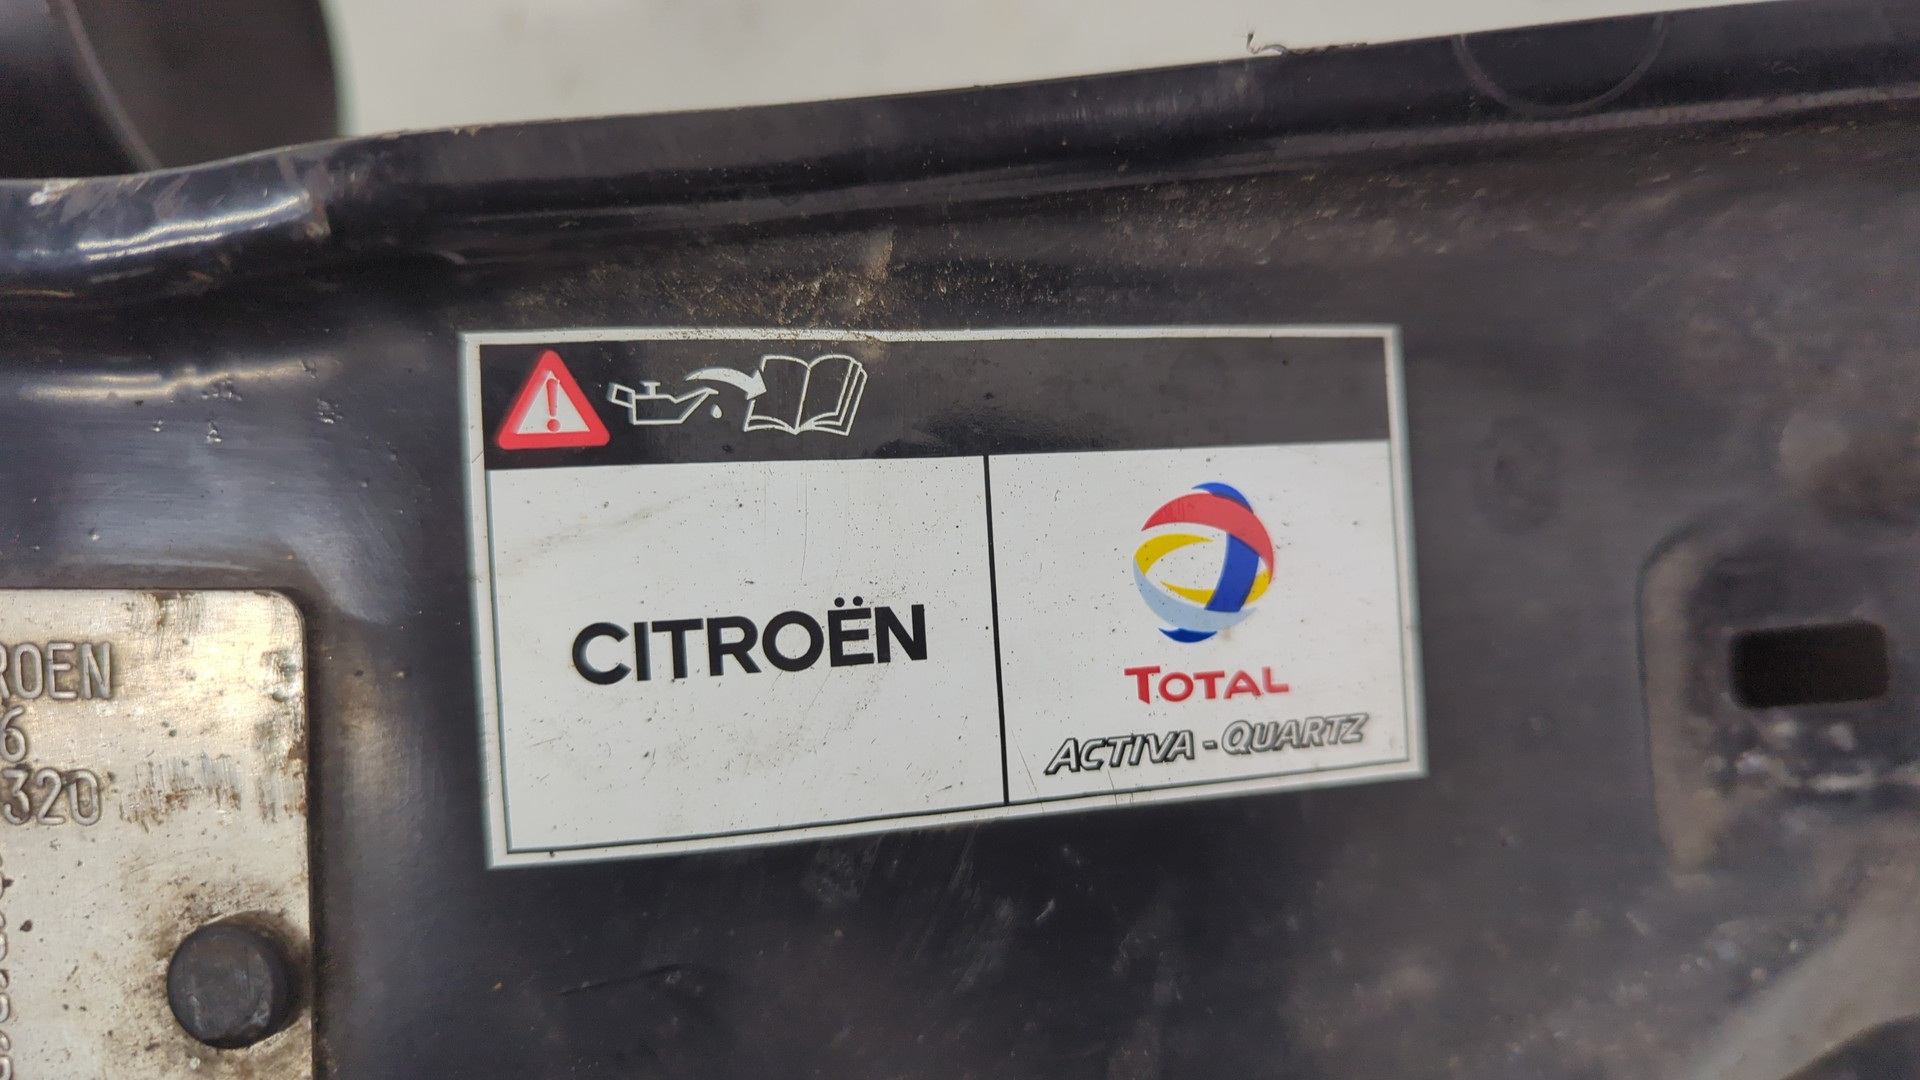 CITROËN
TOTAL
ACTIVA - QUARTZ
ROEN
6
320